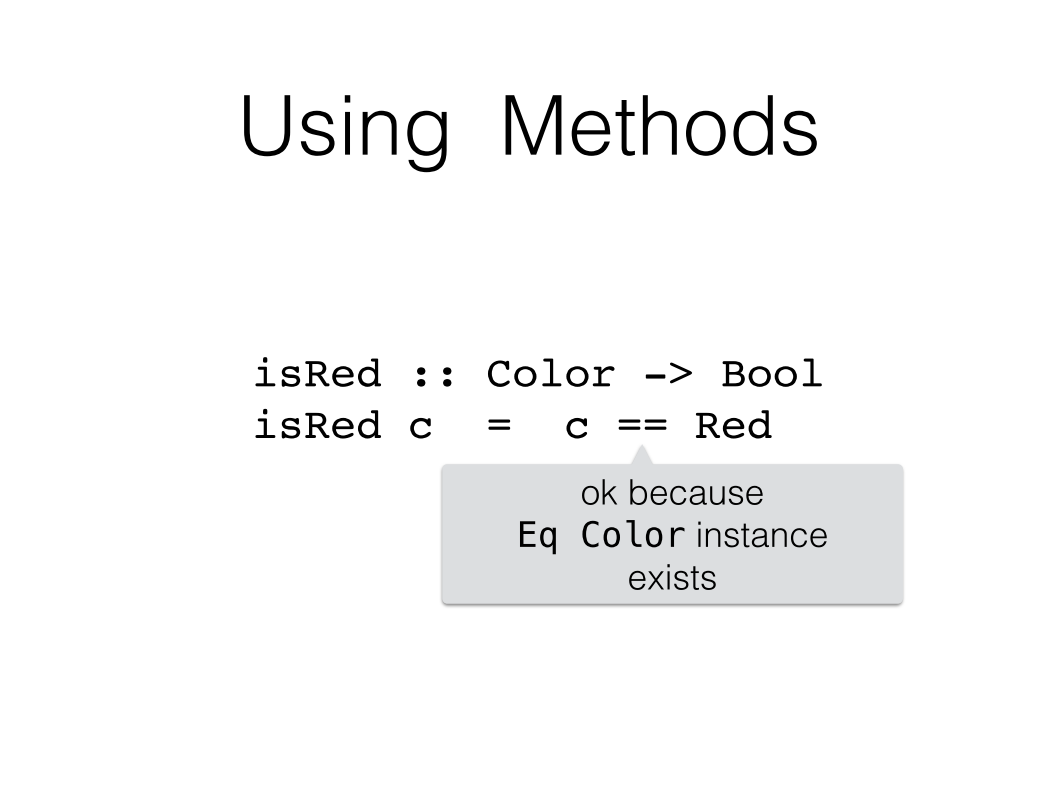 Using Methods
isRed :: Color -> Bool
isRed c  =  c == Red
ok because
Eq Color instance
exists